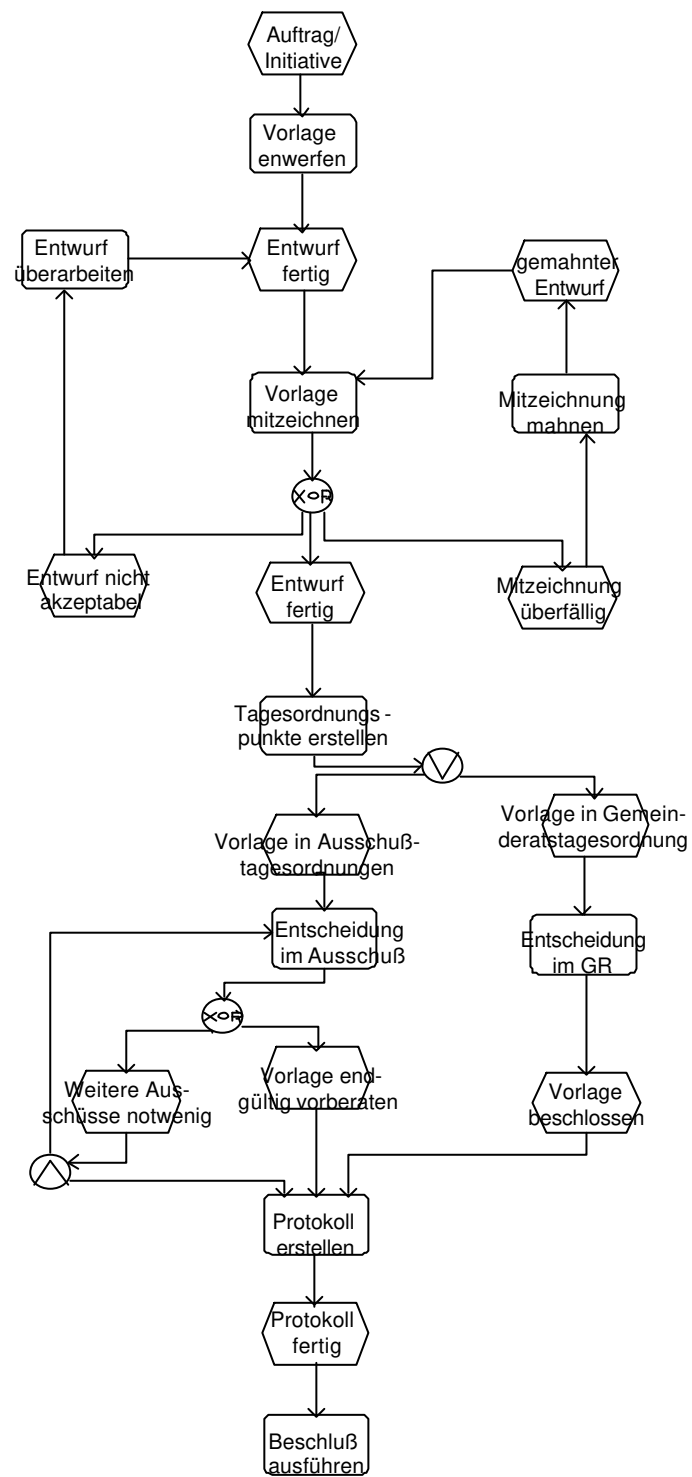 Auftrag/
Initiative
Vorlage
enwerfen
Entwurf
überarbeiten
Entwurf
fertig
gemahnter
Entwurf
Vorlage
mitzeichnen
Mitzeichnung
mahnen
XOR
Entwurf nicht
akzeptabel
Entwurf
fertig
Mitzeichnung
überfällig
Tagesordnungs-
punkte erstellen
Vorlage in Ausschuß-
tagesordnungen
Vorlage in Gemein-
deratstagesordnung
Entscheidung
im Ausschuß
Entscheidung
im GR
XOR
Weitere Aus-
schüsse notwenig
Vorlage end-
gültig vorberaten
Vorlage
beschlossen
Protokoll
erstellen
Protokoll
fertig
Beschluß
ausführen